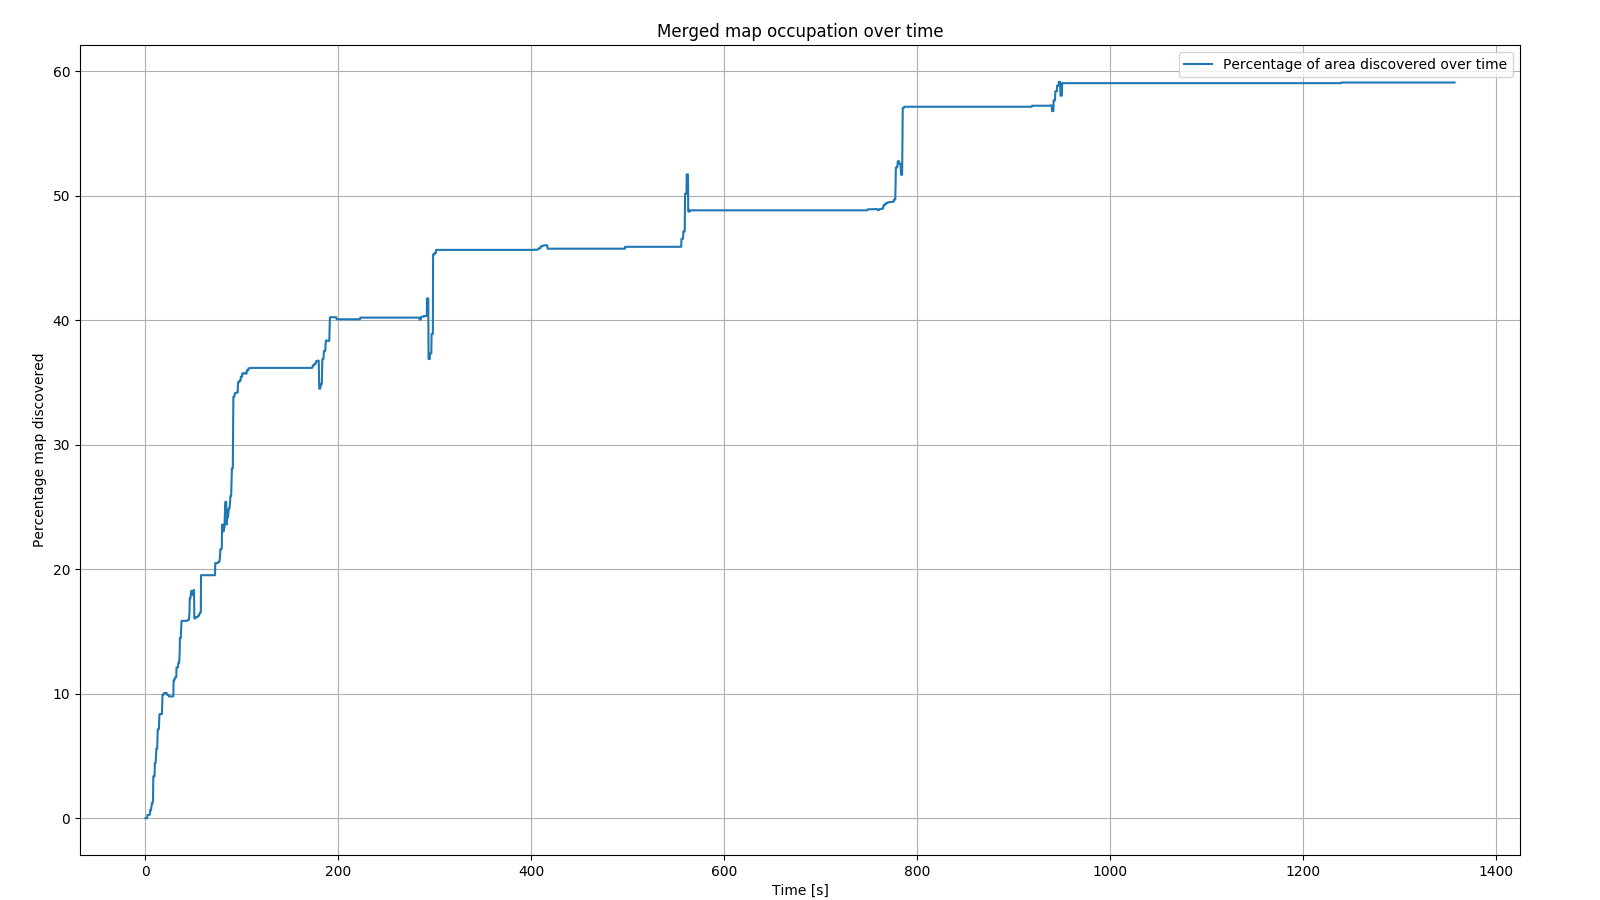 Merged map occupation over time
Percentage of area discovered over time
60
50
40
30
20
10
0
Percentage map discovered
0 200 400 600 800 1000 1200 1400
Time [s]